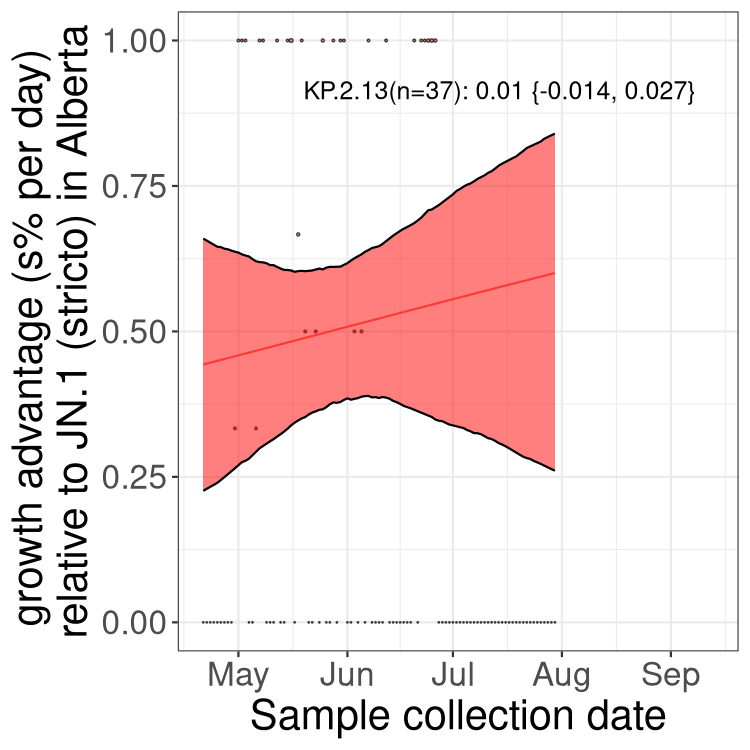 growth advantage (s% per day)
relative to JN.1 (stricto) in Alberta
1.00
0.75
0.50
0.25
0.00
KP.2.13(n=37): 0.01 {-0.014, 0.027}
May Jun Jul Aug Sep
Sample collection date